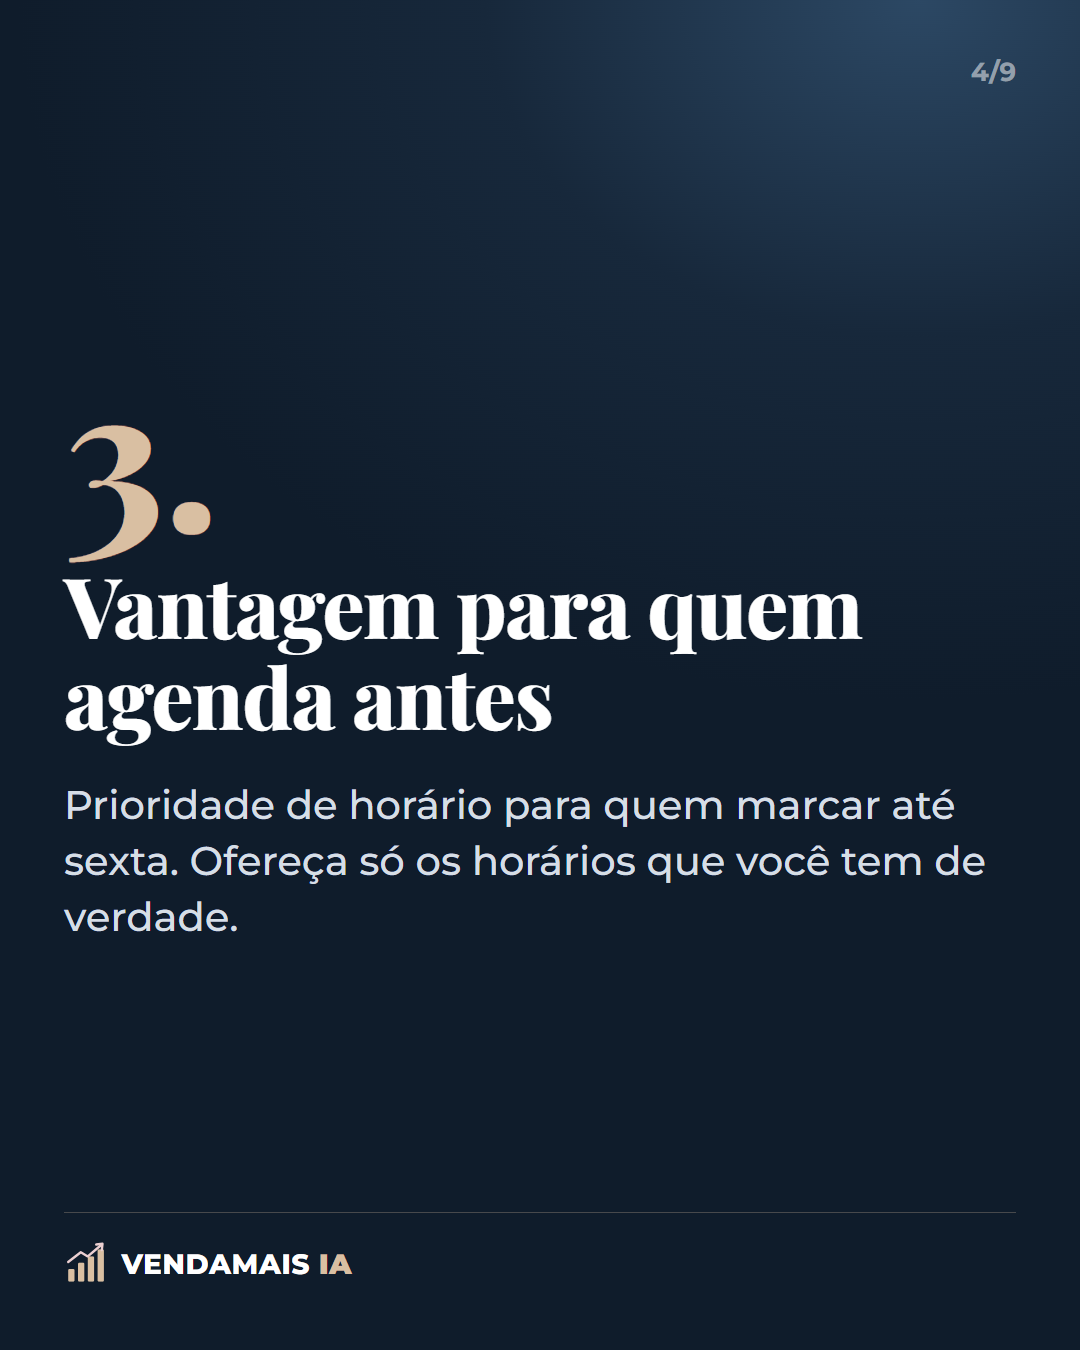 4/9
3.
Vantagem para quem
agenda antes
Prioridade de horário para quem marcar até
sexta. Ofereça só os horários que você tem de
verdade.
VENDAMAIS IA